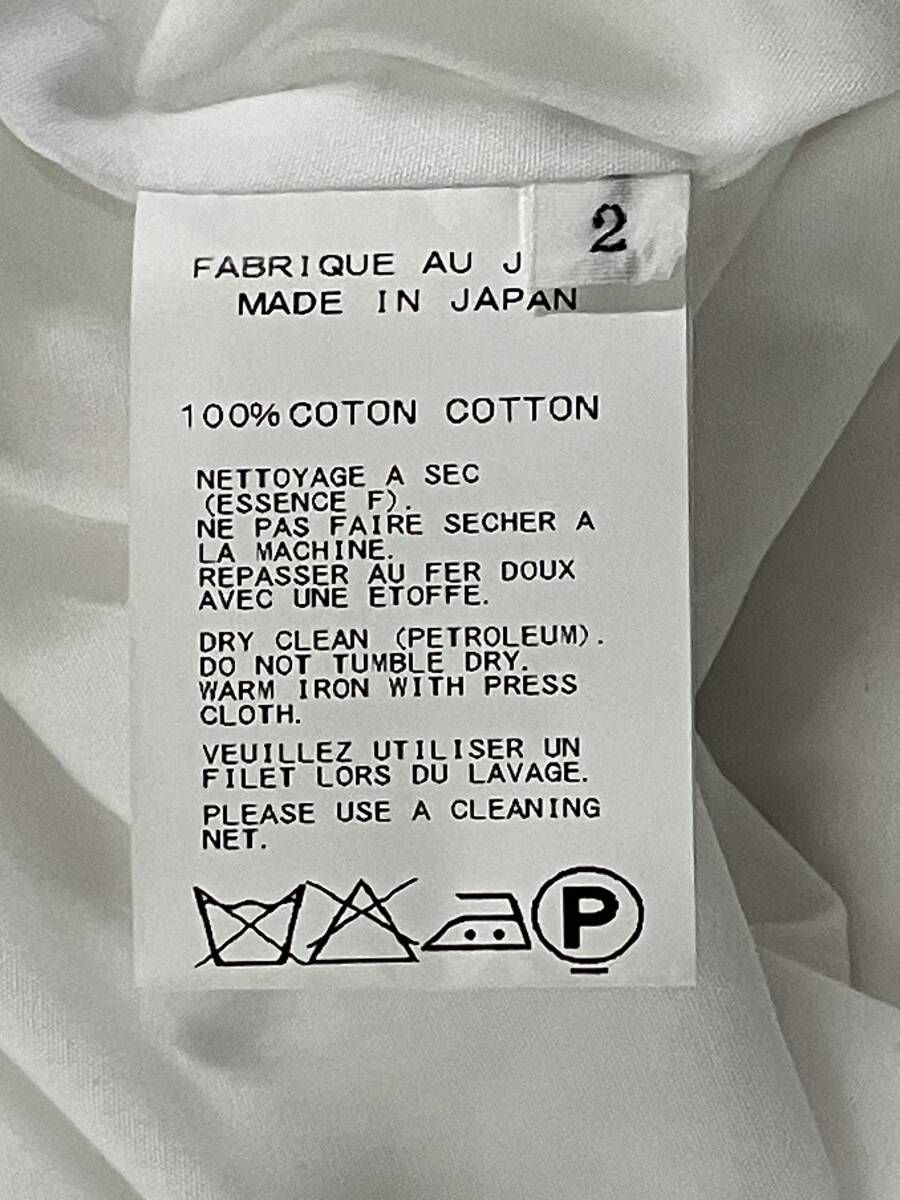 2
FABRIQUE AU J
MADE IN JAPAN
100% COTON COTTON
NETTOYAGE A SEC
(ESSENCE F).
NE PAS FAIRE SECHER A
LA MACHINE.
REPASSER AU FER DOUX
AVEC UNE ETOFFE.
DRY CLEAN (PETROLEUM).
DO NOT TUMBLE DRY.
WARM IRON WITH PRESS
CLOTH.
VEUILLEZ UTILISER UN
FILET LORS DU LAVAGE.
PLEASE USE A CLEANING
NET.
P